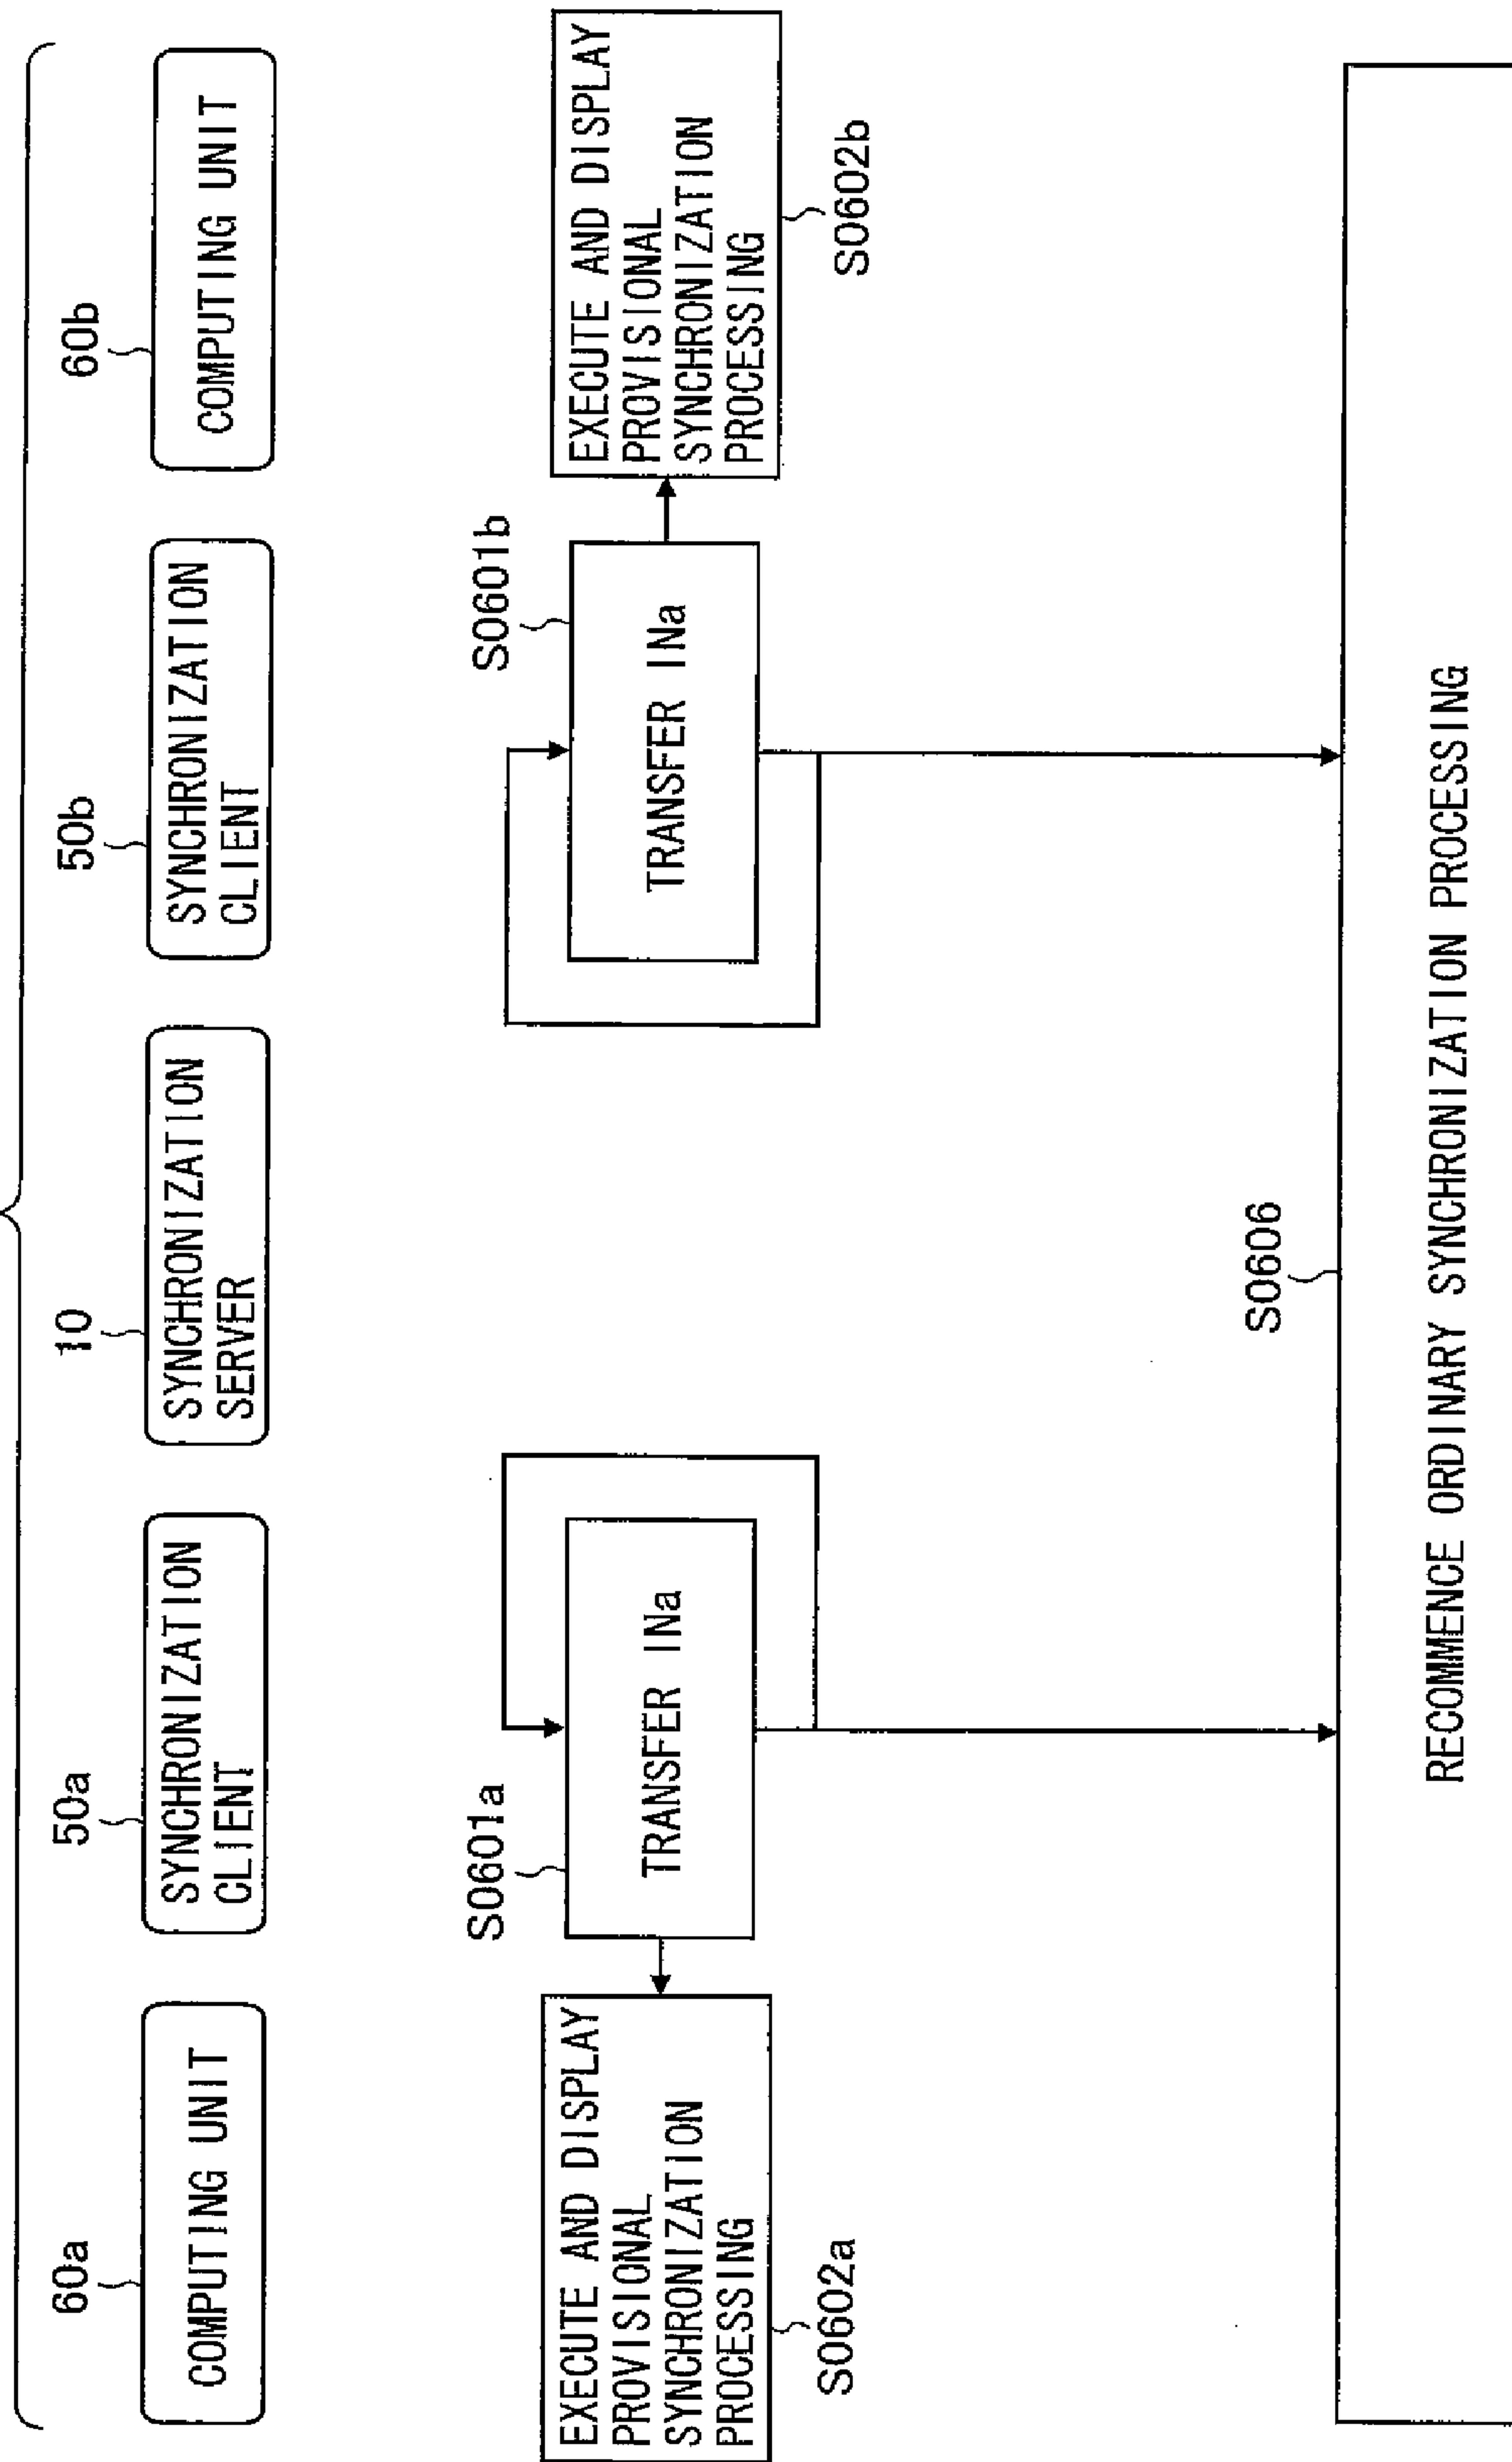 60a
50a
10
50b
60b
COMPUTING UNIT
SYNCHRONIZATION
CLIENT
SYNCHRONIZATION
SERVER
SYNCHRONIZATION
CLIENT
COMPUTING UNIT
S0601a
S0601b
EXECUTE AND DISPLAY
PROVISIONAL
SYNCHRONIZATION
PROCESSING
TRANSFER INa
TRANSFER INa
EXECUTE AND DISPLAY
PROVISIONAL
SYNCHRONIZATION
PROCESSING
S0602a
S0602b
S0606
RECOMMENCE ORDINARY SYNCHRONIZATION PROCESSING